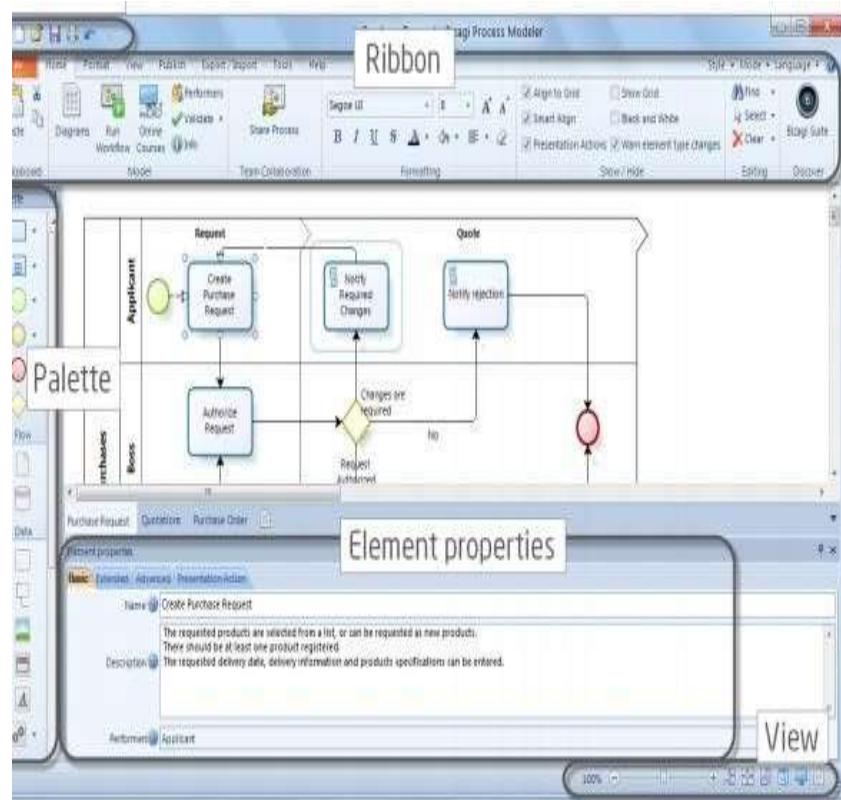 agi Process Modeler
Ribbon
Home Format View Publish Export/Import Tools Help
Style Mode Language
Performers
Validate
Info
Diagrams Run Workflow Online Courses
Share Process
Segoe UI 8
B I U S A
Align to Grid Show Grid
Smart Align Black and White
Presentation Actions Warn element type changes
Find
Select
Clear
Bizagi Suite
Model Team Collaboration Formatting Show / Hide Editing Discover
Request Quote
Applicant
Create Purchase Request
Notify Required Changes
Notify rejection
Palette
Authorize Request
Changes are required
No
Request Authorized
rchases
Boss
Flow
Data
Purchase Request Quotations Purchase Order
Element properties
Element properties
Basic Extended Advanced Presentation Action
Name Create Purchase Request
The requested products are selected from a list, or can be requested as new products.
There should be at least one product registered
Description The requested delivery date, delivery information and products specifications can be entered.
Performers Applicant
View
100%